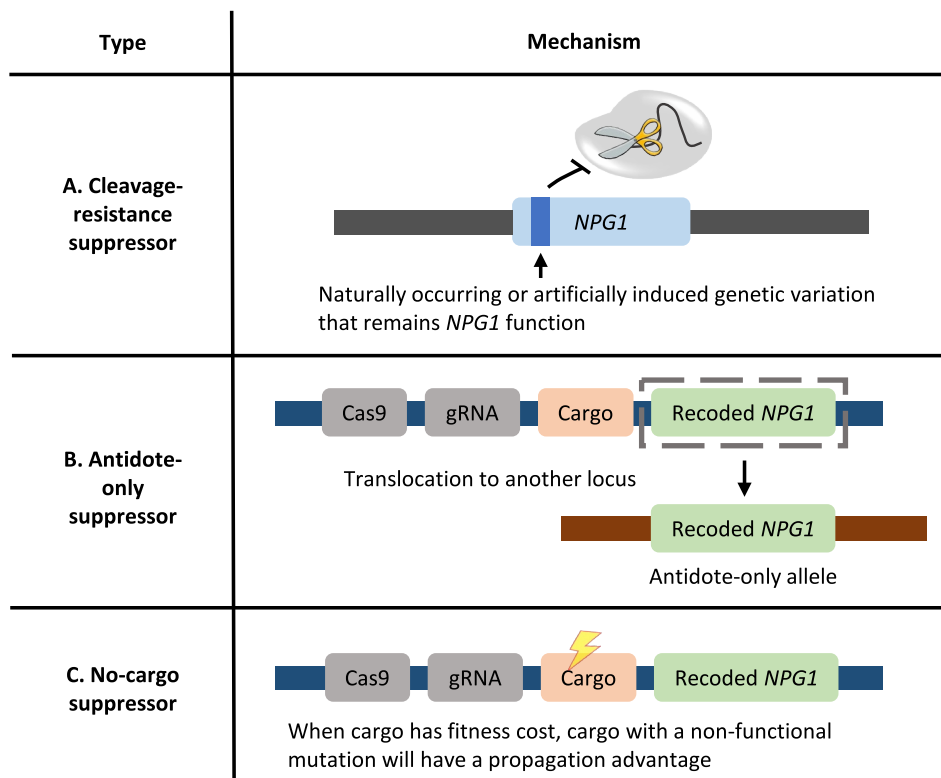 Type
Mechanism
A. Cleavage-
resistance
suppressor
NPG1
Naturally occurring or artificially induced genetic variation
that remains NPG1 function
B. Antidote-
only
suppressor
Cas9 gRNA Cargo Recoded NPG1
Translocation to another locus
Recoded NPG1
Antidote-only allele
C. No-cargo
suppressor
Cas9 gRNA Cargo Recoded NPG1
When cargo has fitness cost, cargo with a non-functional
mutation will have a propagation advantage